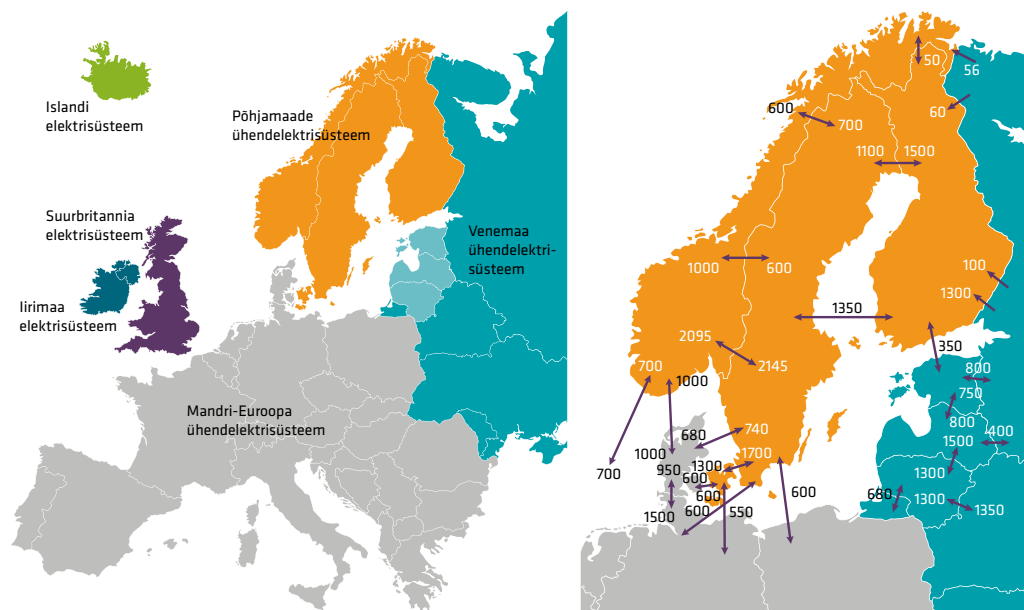 Islandi
elektrisüsteem
Põhjamaade
ühendelektrisüsteem
Suurbritannia
elektrisüsteem
Venemaa
ühendelektri-
süsteem
Iirimaa
elektrisüsteem
Mandri-Euroopa
ühendelektrisüsteem
50
56
600
60
700
1100 1500
1000 600
100
1300
1350
2095
350
700 2145
1000
800
750
740
800
400
680
1500
1000
1700
950
1300
1300
600
700
680
600
600
1300
1350
1500
600
550